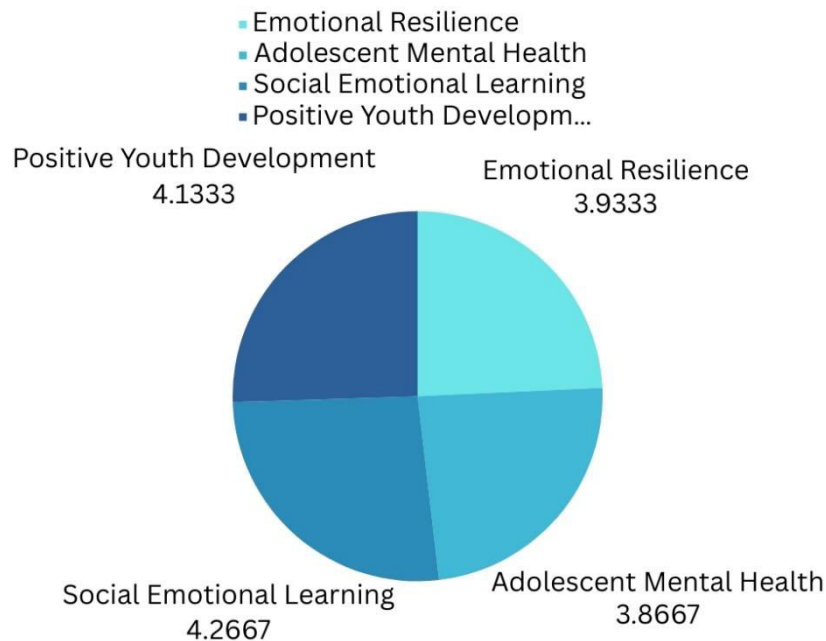 Emotional Resilience
Adolescent Mental Health
Social Emotional Learning
Positive Youth Developm...
Positive Youth Development
4.1333
Emotional Resilience
3.9333
Social Emotional Learning
4.2667
Adolescent Mental Health
3.8667